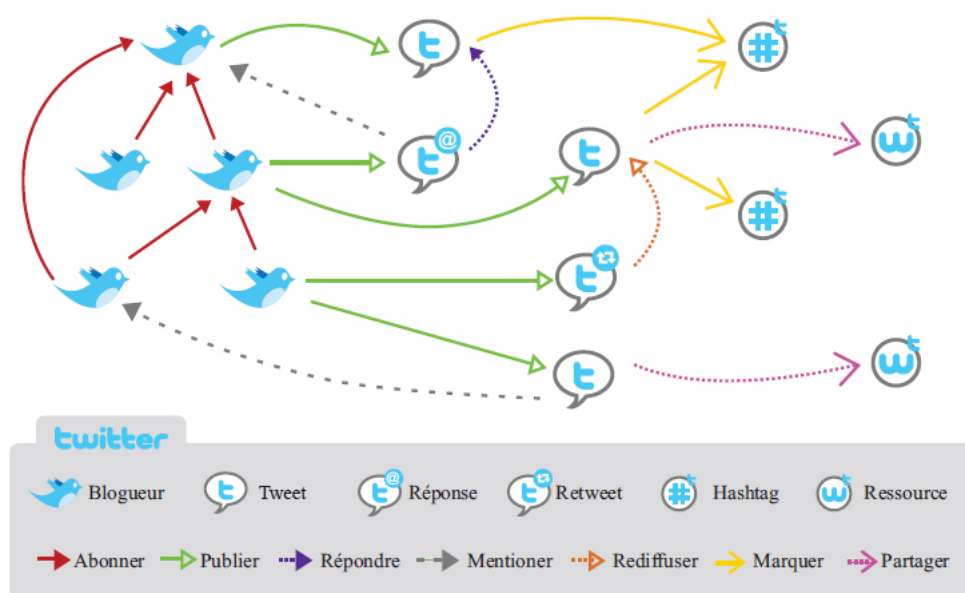 twitter
Blogueur Tweet Réponse Retweet Hashtag Ressource
Abonner Publier Répondre Mentioner Rediffuser Marquer Partager